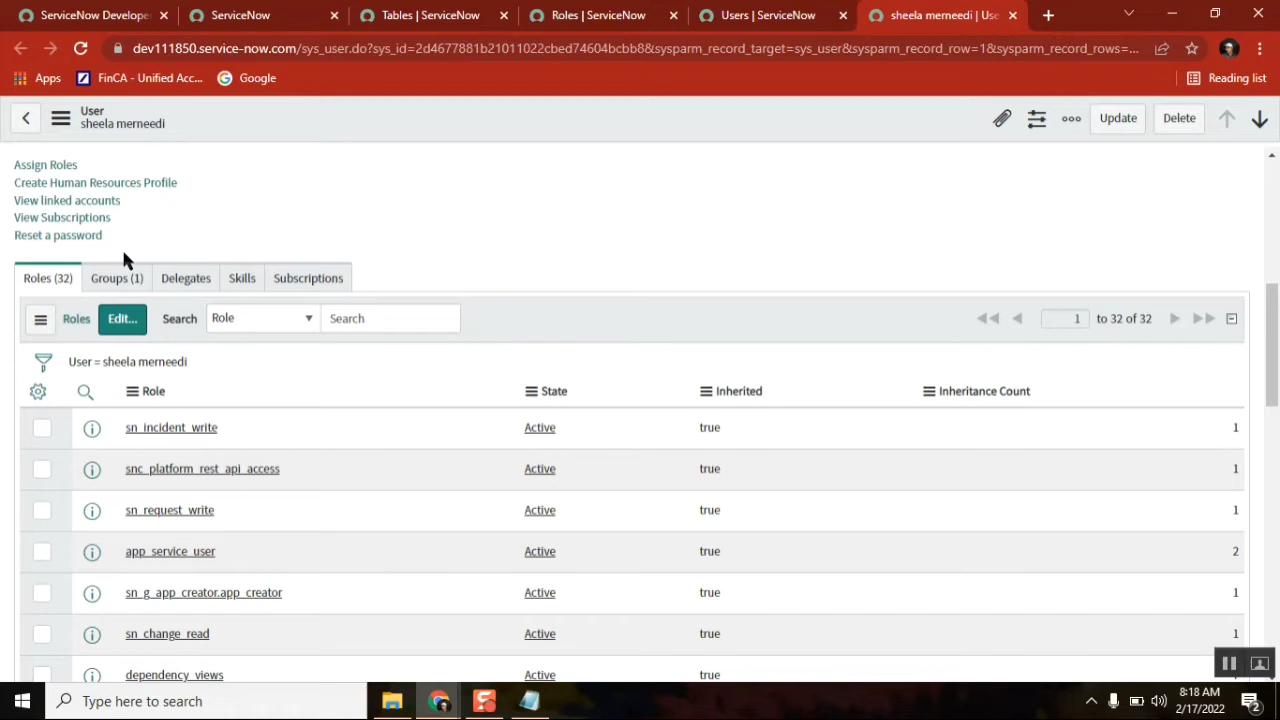 ServiceNow Develope
ServiceNow
Tables | ServiceNow
Roles | ServiceNow
Users | ServiceNow
sheela merneedi | Use
dev111850.service-now.com/sys_user.do?sys_id=2d4677881b21011022cbed74604bcbb8&sysparm_record_target=sys_user&sysparm_record_row=1&sysparm_record_rows=...
Apps
FinCA - Unified Acc...
Google
Reading list
User
sheela merneedi
Update
Delete
Assign Roles
Create Human Resources Profile
View linked accounts
View Subscriptions
Reset a password
Roles (32)
Groups (1)
Delegates
Skills
Subscriptions
Roles
Edit...
Search
Role
Search
1 to 32 of 32
User = sheela merneedi
Role State Inherited Inheritance Count
sn_incident_write Active true 1
snc_platform_rest_api_access Active true 1
sn_request_write Active true 1
app_service_user Active true 2
sn_g_app_creator.app_creator Active true 1
sn_change_read Active true 1
dependency_views
Type here to search
8:18 AM
2/17/2022
2